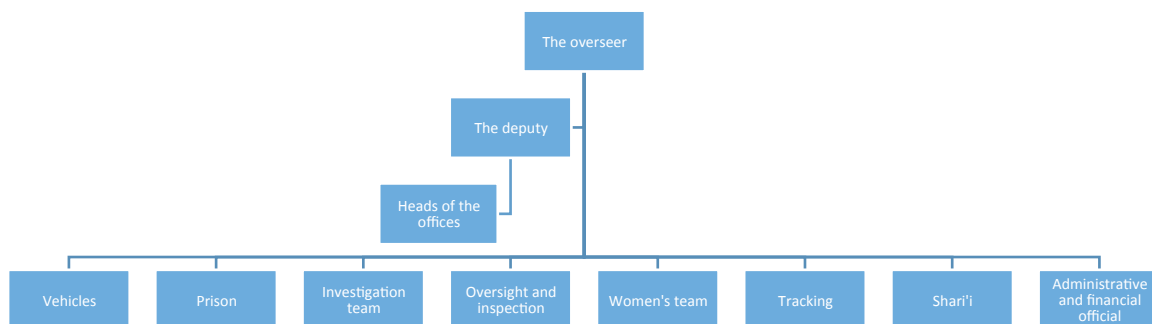 The overseer
The deputy
Heads of the
offices
Vehicles
Prison
Investigation
team
Oversight and
inspection
Women's team
Tracking
Shari'i
Administrative
and financial
official